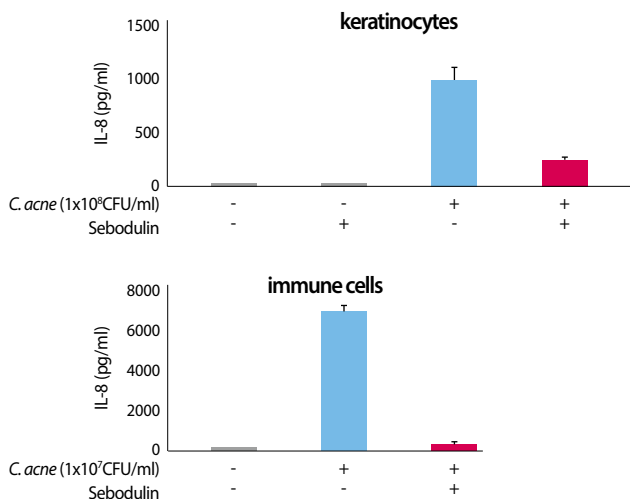 keratinocytes
1500
1000
500
0
IL-8 (pg/ml)
C. acne (1x10⁸CFU/ml) - - + +
Sebodulin - + - +
immune cells
8000
6000
4000
2000
0
IL-8 (pg/ml)
C. acne (1x10⁷CFU/ml) - + +
Sebodulin - - +